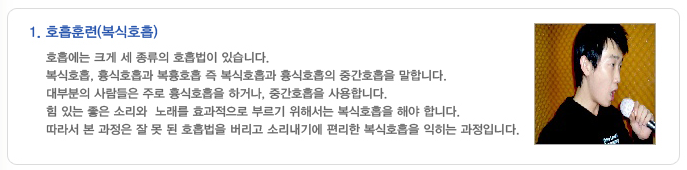 1. 호흡훈련(복식호흡)
호흡에는 크게 세 종류의 호흡법이 있습니다.
복식호흡, 흉식호흡과 복흉호흡 즉 복식호흡과 흉식호흡의 중간호흡을 말합니다.
대부분의 사람들은 주로 흉식호흡을 하거나, 중간호흡을 사용합니다.
힘 있는 좋은 소리와 노래를 효과적으로 부르기 위해서는 복식호흡을 해야 합니다.
따라서 본 과정은 잘 못 된 호흡법을 버리고 소리내기에 편리한 복식호흡을 익히는 과정입니다.